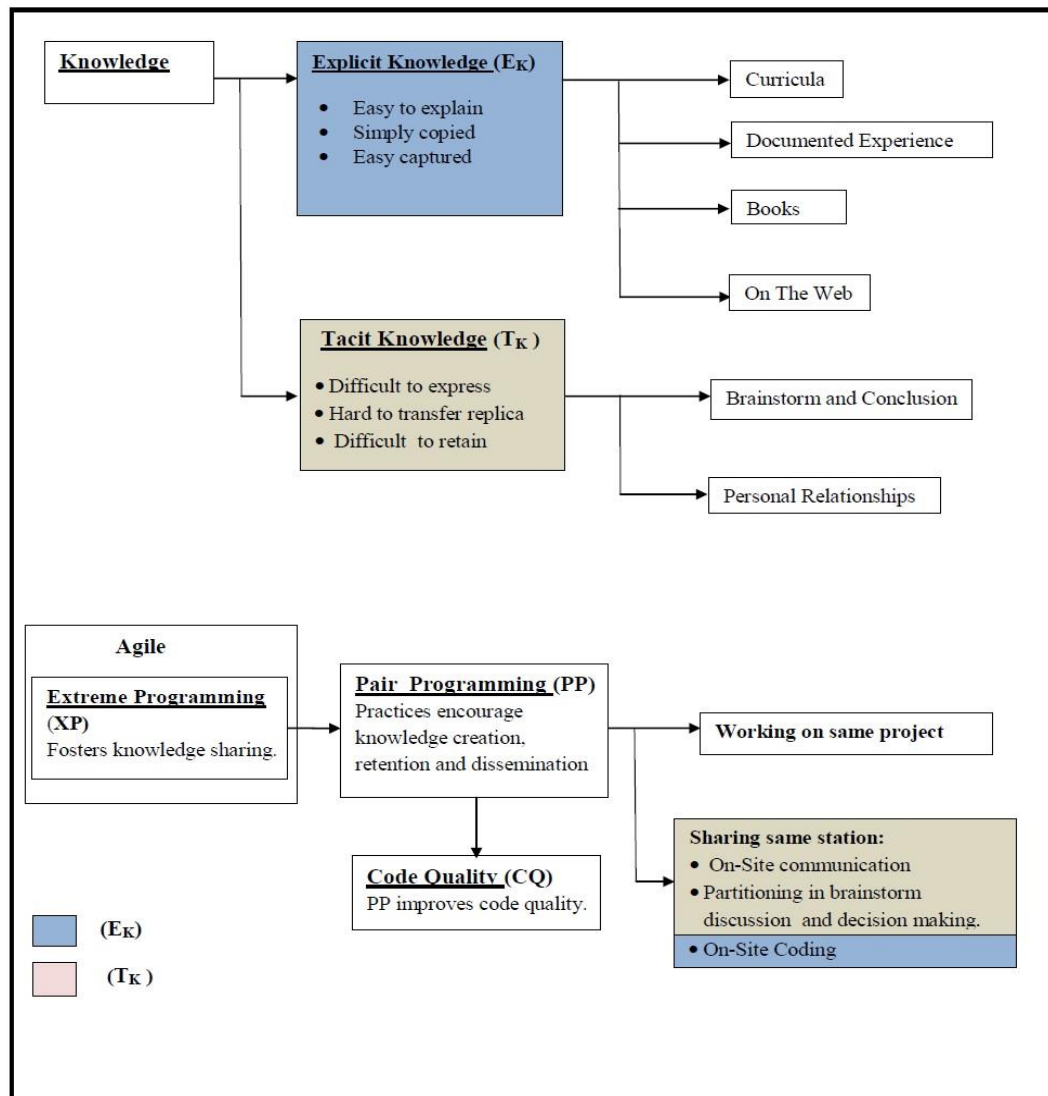 Knowledge
Explicit Knowledge (EK)
• Easy to explain
• Simply copied
• Easy captured
Curricula
Documented Experience
Books
On The Web
Tacit Knowledge (TK )
• Difficult to express
• Hard to transfer replica
• Difficult to retain
Brainstorm and Conclusion
Personal Relationships
Agile
Extreme Programming
(XP)
Fosters knowledge sharing.
Pair Programming (PP)
Practices encourage
knowledge creation,
retention and dissemination
Working on same project
Code Quality (CQ)
PP improves code quality.
Sharing same station:
• On-Site communication
• Partitioning in brainstorm
discussion and decision making.
• On-Site Coding
(EK)
(TK )